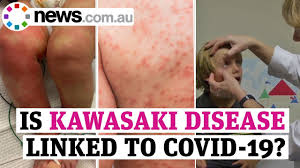 news.com.au
IS KAWASAKI DISEASE
LINKED TO COVID-19?